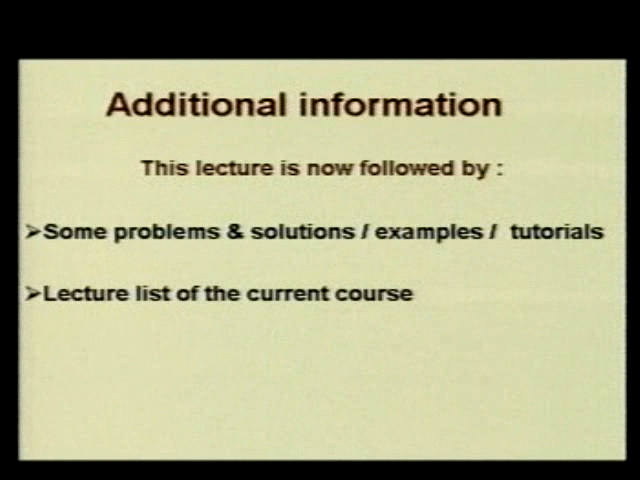 Additional information
This lecture is now followed by :
➢Some problems & solutions / examples / tutorials
➢Lecture list of the current course